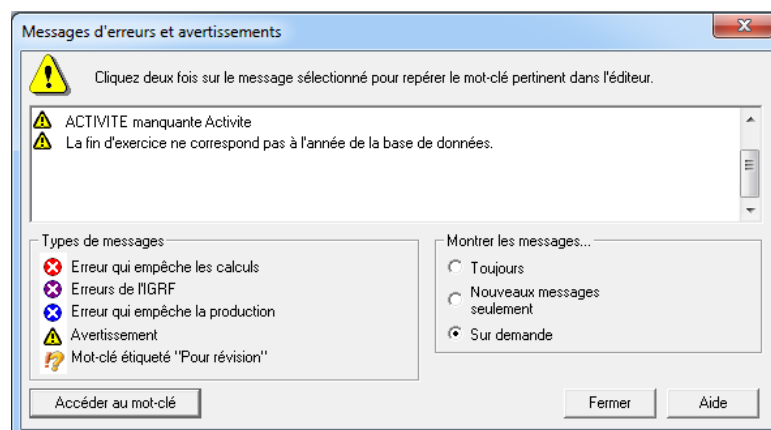 Messages d'erreurs et avertissements
Cliquez deux fois sur le message sélectionné pour repérer le mot-clé pertinent dans l'éditeur.
ACTIVITE manquante Activite
La fin d'exercice ne correspond pas à l'année de la base de données.
Types de messages
Erreur qui empêche les calculs
Erreurs de l'IGRF
Erreur qui empêche la production
Avertissement
Mot-clé étiqueté "Pour révision"
Montrer les messages...
Toujours
Nouveaux messages
seulement
Sur demande
Accéder au mot-clé
Fermer
Aide